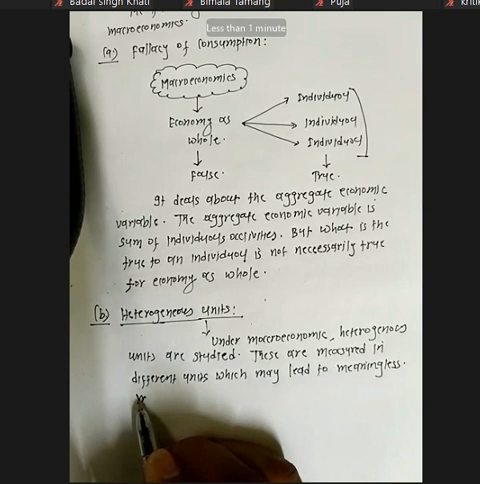 Badal Singh Khati Bimala Tamang Puja kriti
macroeconomics.
Less than 1 minute
(a) Fallacy of consumption:
Macroeconomics
Economy as whole.
False.
Individual
Individual
Individual
True.
It deals about the aggregate economic
variable. The aggregate economic variable is
sum of individuals activities. But what is the
true to an individual is not neccessarily true
for economy as whole.
(b) Heterogeneous units:
Under macroeconomic, heterogenous
units are studied. These are measured in
different units which may lead to meaningless.